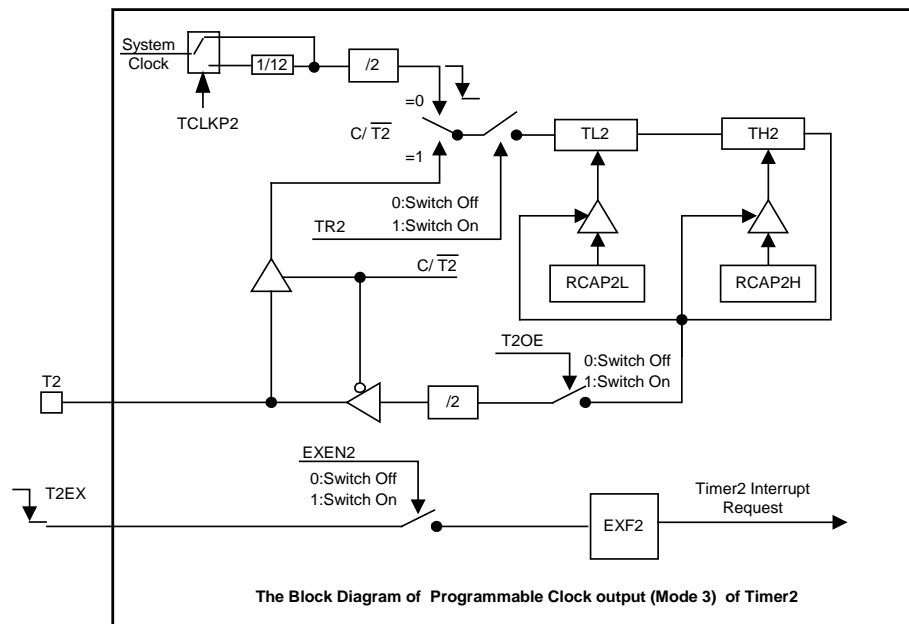 System
Clock
1/12
/2
TCLKP2
=0
C/ T2
=1
TL2
TH2
0:Switch Off
1:Switch On
TR2
C/ T2
RCAP2L
RCAP2H
T2OE
0:Switch Off
1:Switch On
T2
/2
EXEN2
0:Switch Off
1:Switch On
T2EX
EXF2
Timer2 Interrupt
Request
The Block Diagram of Programmable Clock output (Mode 3) of Timer2